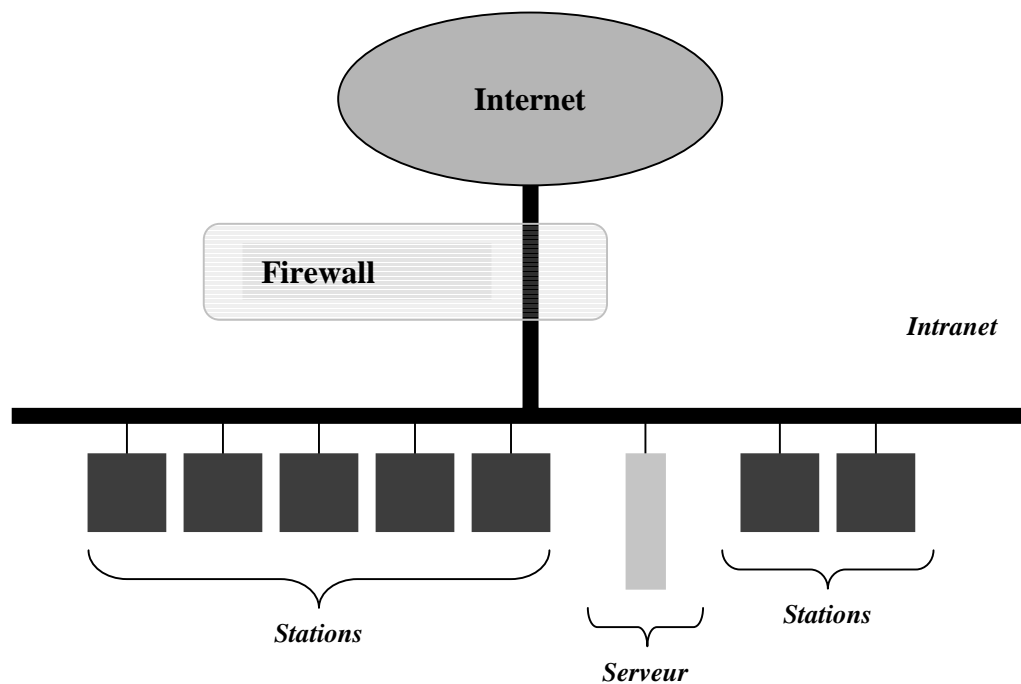 Internet
Firewall
Intranet
Stations
Stations
Serveur